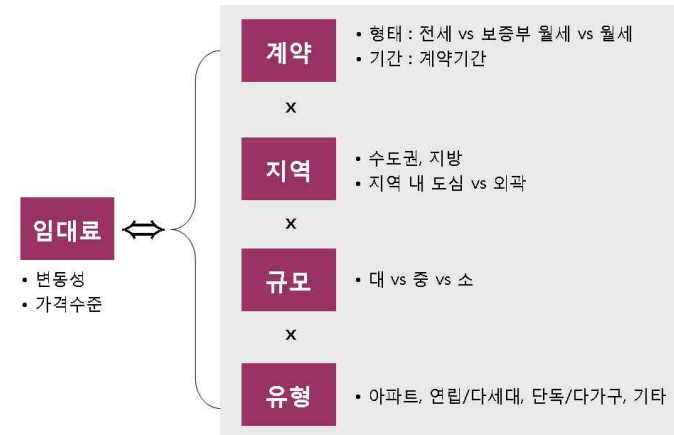 임대료
• 변동성
• 가격수준
계약
• 형태 : 전세 vs 보증부 월세 vs 월세
• 기간 : 계약기간
x
지역
• 수도권, 지방
• 지역 내 도심 vs 외곽
x
규모
• 대 vs 중 vs 소
x
유형
• 아파트, 연립/다세대, 단독/다가구, 기타